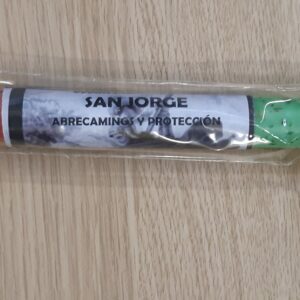 SAN JORGE
ABRECAMINOS Y PROTECCIÓN